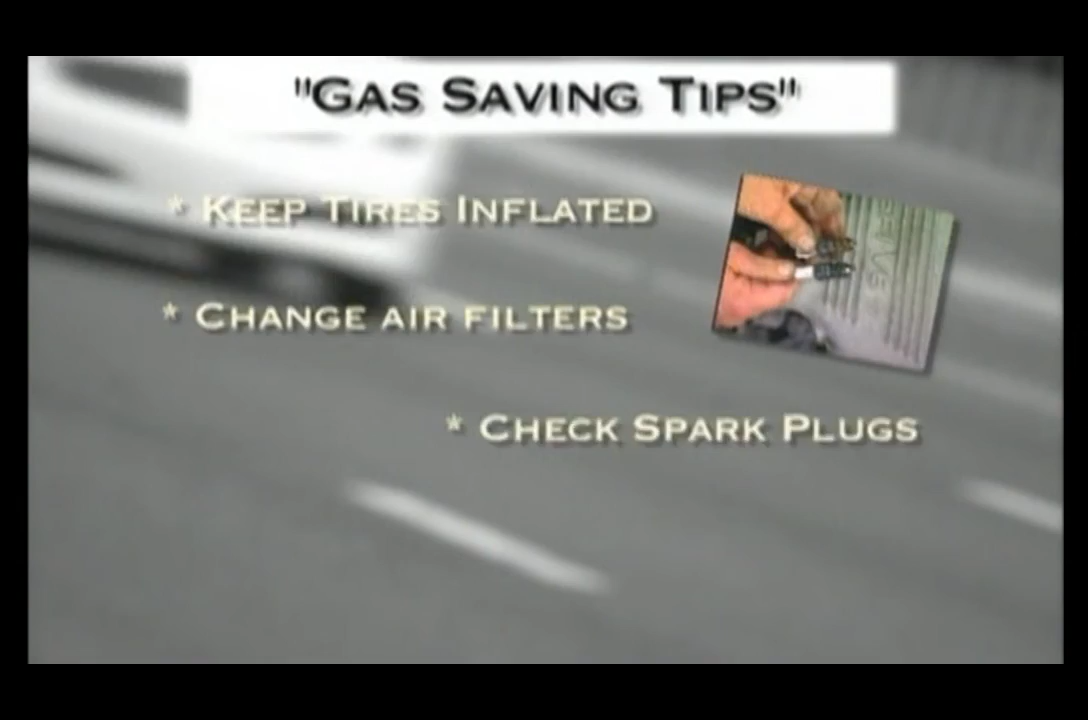 "Gas Saving Tips"
* Keep Tires Inflated
* Change air filters
* Check Spark Plugs